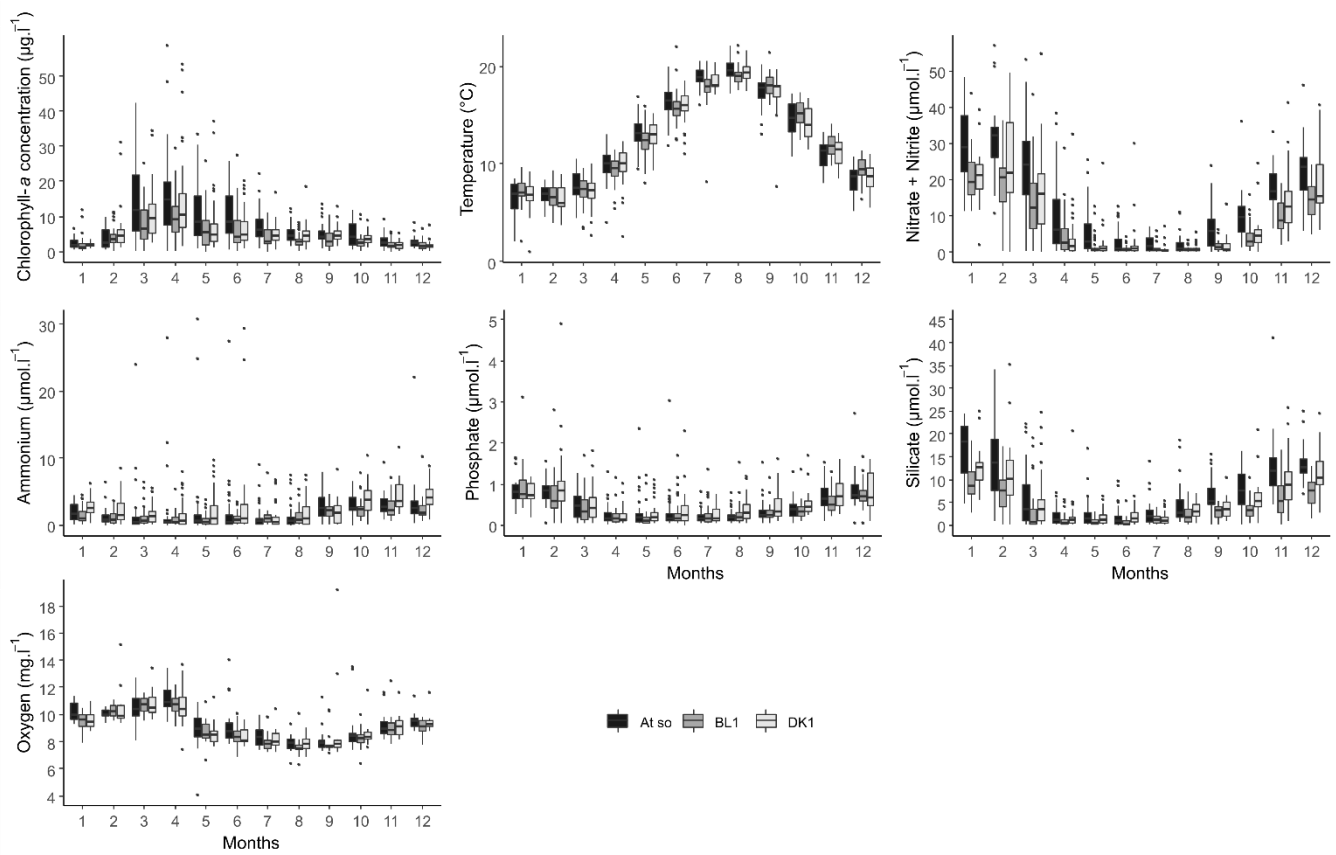 Chlorophyll-a concentration (µg.l⁻¹)
50
40
30
20
10
0
1 2 3 4 5 6 7 8 9 10 11 12
Temperature (°C)
20
10
0
1 2 3 4 5 6 7 8 9 10 11 12
Nitrate + Nitrite (µmol.l⁻¹)
50
40
30
20
10
0
1 2 3 4 5 6 7 8 9 10 11 12
Ammonium (µmol.l⁻¹)
30
20
10
0
1 2 3 4 5 6 7 8 9 10 11 12
Phosphate (µmol.l⁻¹)
5
4
3
2
1
0
1 2 3 4 5 6 7 8 9 10 11 12
Months
Silicate (µmol.l⁻¹)
45
40
35
30
25
20
15
10
5
0
1 2 3 4 5 6 7 8 9 10 11 12
Months
Oxygen (mg.l⁻¹)
18
16
14
12
10
8
6
4
1 2 3 4 5 6 7 8 9 10 11 12
Months
At so BL1 DK1